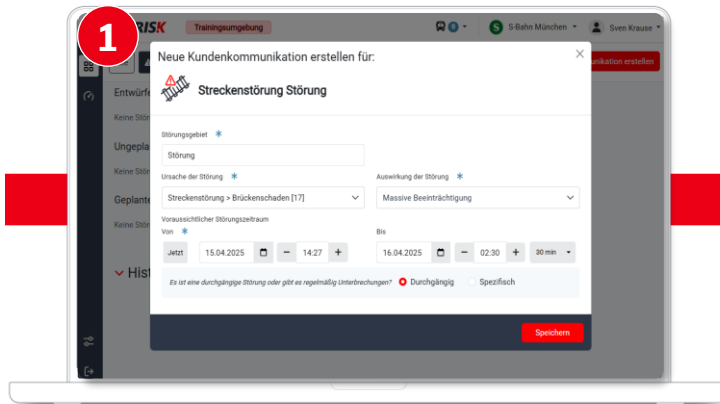 1
RISK
Trainingsumgebung
0
S
S-Bahn München
Sven Krause
Neue Kundenkommunikation erstellen für:
unikation erstellen
Streckenstörung Störung
Entwürfe
Keine Stör
Störungsgebiet *
Störung
Ungepla
Keine Stör
Ursache der Störung *
Auswirkung der Störung *
Streckenstörung > Brückenschaden [17]
Massive Beeinträchtigung
Geplante
Keine Stör
Voraussichtlicher Störungszeitraum
Von *
Bis
Jetzt
15.04.2025
− 14:27 +
16.04.2025
− 02:30 +
30 min
Hist
Es ist eine durchgängige Störung oder gibt es regelmäßig Unterbrechungen?
Durchgängig
Spezifisch
Speichern